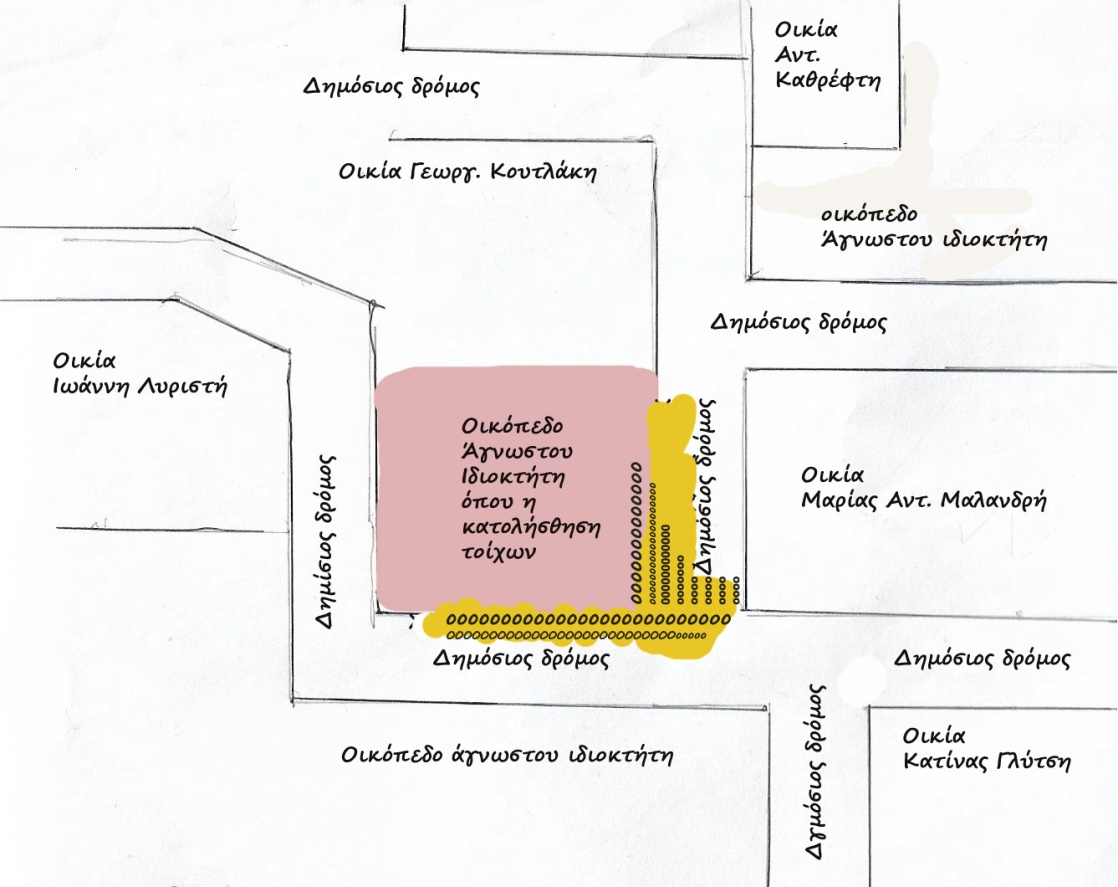 Οικία
Αντ.
Καθρέφτη
Δημόσιος δρόμος
Οικία Γεωργ. Κουτλάκη
οικόπεδο
Άγνωστου ιδιοκτήτη
Δημόσιος δρόμος
Οικία
Ιωάννη Λυριστή
Οικόπεδο
Άγνωστου
Ιδιοκτήτη
όπου η
κατολήσθηση
τοίχων
Δημόσιος δρόμος
Οικία
Μαρίας Αντ. Μαλανδρή
Δημίσιος δρόμος
Δημόσιος δρόμος
Δημόσιος δρόμος
Οικόπεδο άγνωστου ιδιοκτήτη
Δγμόσιος δρόμος
Οικία
Κατίνας Γλύτση